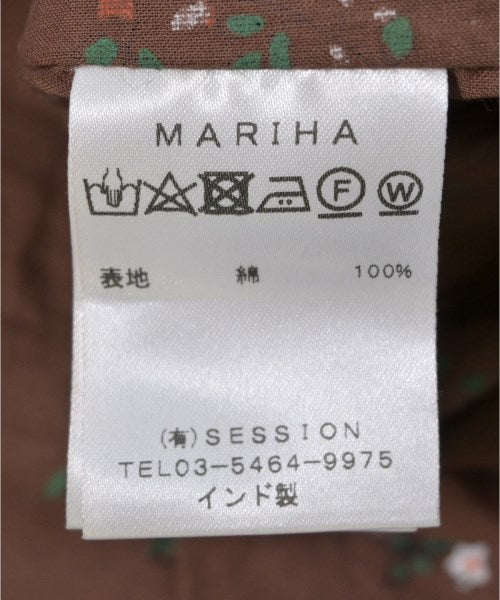 MARIHA
F W
表地 綿 100%
(有)SESSION
TEL03-5464-9975
インド製